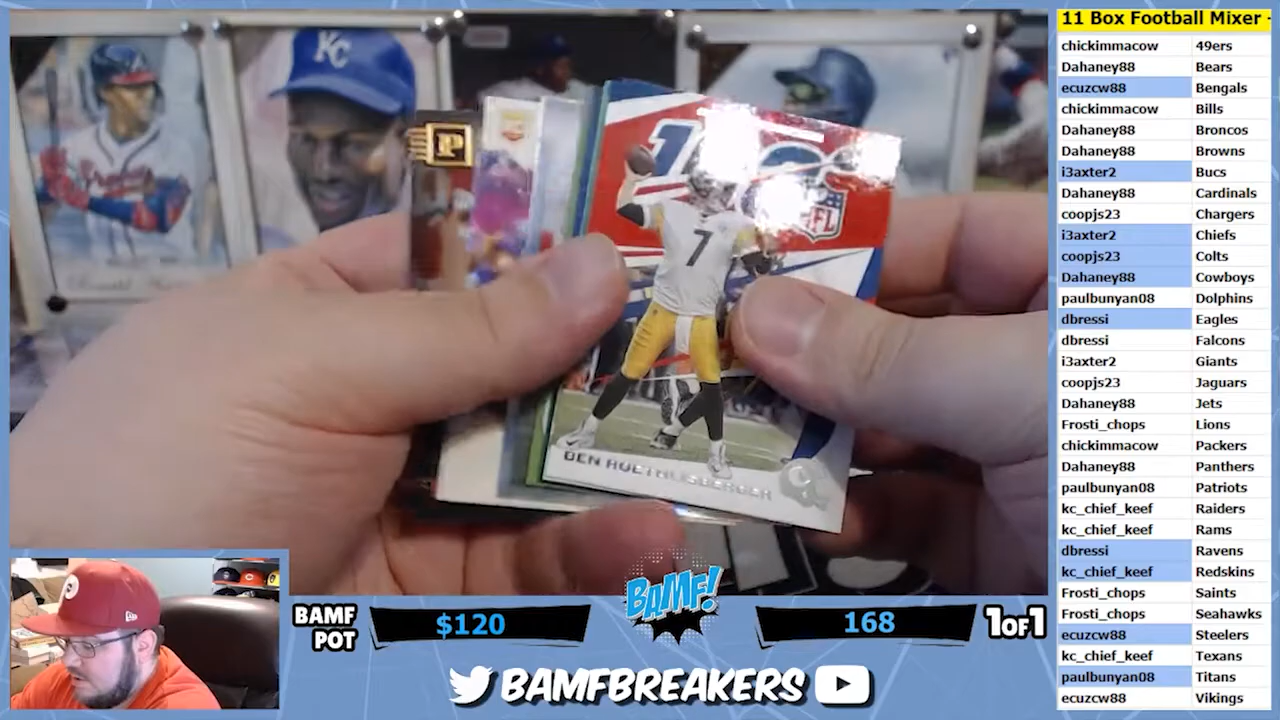 KC
Braves
P
100
NFL
7
BEN ROETHLISBERGER
11 Box Football Mixer -
chickimmacow 49ers
Dahaney88 Bears
ecuzcw88 Bengals
chickimmacow Bills
Dahaney88 Broncos
Dahaney88 Browns
i3axter2 Bucs
Dahaney88 Cardinals
coopjs23 Chargers
i3axter2 Chiefs
coopjs23 Colts
Dahaney88 Cowboys
paulbunyan08 Dolphins
dbressi Eagles
dbressi Falcons
i3axter2 Giants
coopjs23 Jaguars
Dahaney88 Jets
Frosti_chops Lions
chickimmacow Packers
Dahaney88 Panthers
paulbunyan08 Patriots
kc_chief_keef Raiders
kc_chief_keef Rams
dbressi Ravens
kc_chief_keef Redskins
Frosti_chops Saints
Frosti_chops Seahawks
ecuzcw88 Steelers
kc_chief_keef Texans
paulbunyan08 Titans
ecuzcw88 Vikings
BAMF POT
$120
BAMF!
168
1OF1
BAMFBREAKERS